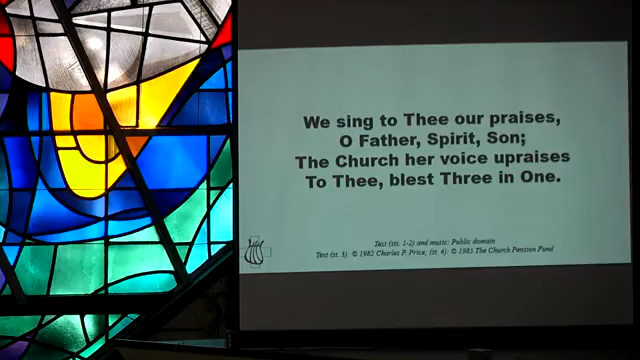 We sing to Thee our praises,
O Father, Spirit, Son;
The Church her voice upraises
To Thee, blest Three in One.
Text (sts. 1-2) and music: Public domain
Text (st. 3): © 1982 Charles P. Price, (st. 4): © 1985 The Church Pension Fund